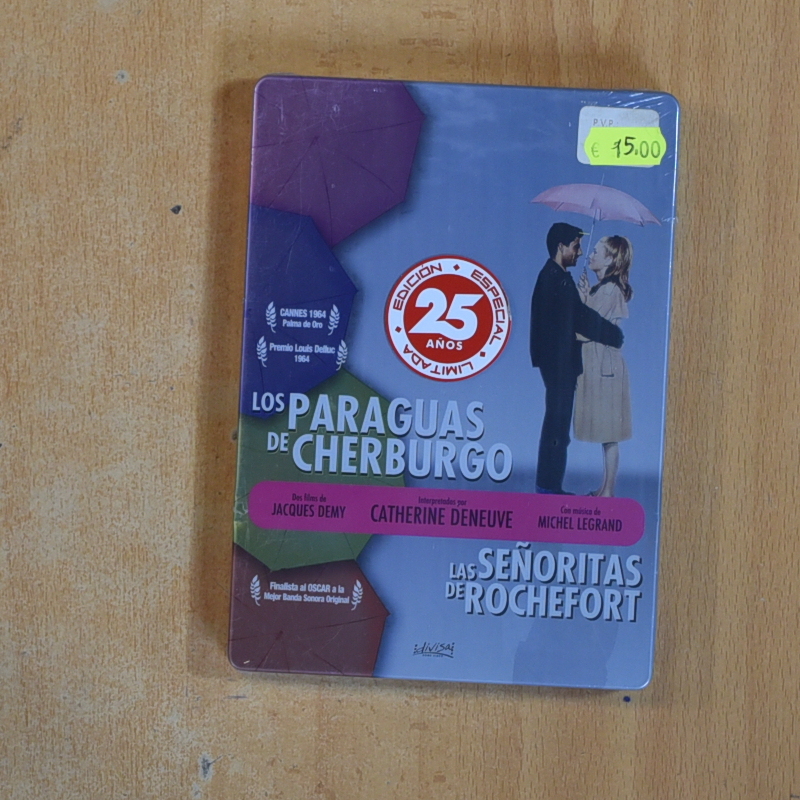 P.V.P.
€ 15.00
EDICIÓN ESPECIAL LIMITADA
25
AÑOS
CANNES 1964
Palma de Oro
Premio Louis Delluc
1964
LOS PARAGUAS
DE CHERBURGO
Dos films de
JACQUES DEMY
Interpretados por
CATHERINE DENEUVE
Con música de
MICHEL LEGRAND
LAS SEÑORITAS
DE ROCHEFORT
Finalista al OSCAR a la
Mejor Banda Sonora Original
divisa